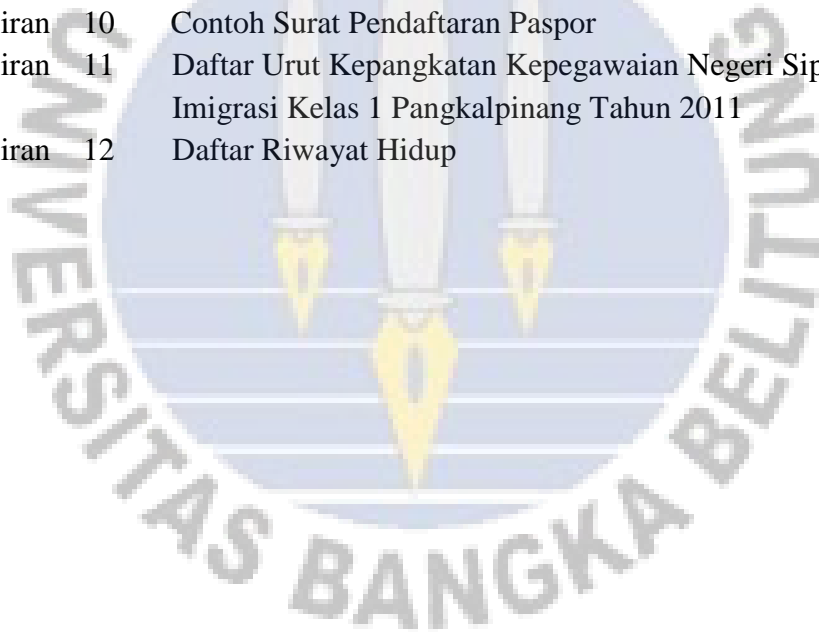 iran 10 Contoh Surat Pendaftaran Paspor
iran 11 Daftar Urut Kepangkatan Kepegawaian Negeri Sip
Imigrasi Kelas 1 Pangkalpinang Tahun 2011
iran 12 Daftar Riwayat Hidup
UNIVERSITAS BANGKA BELITUNG